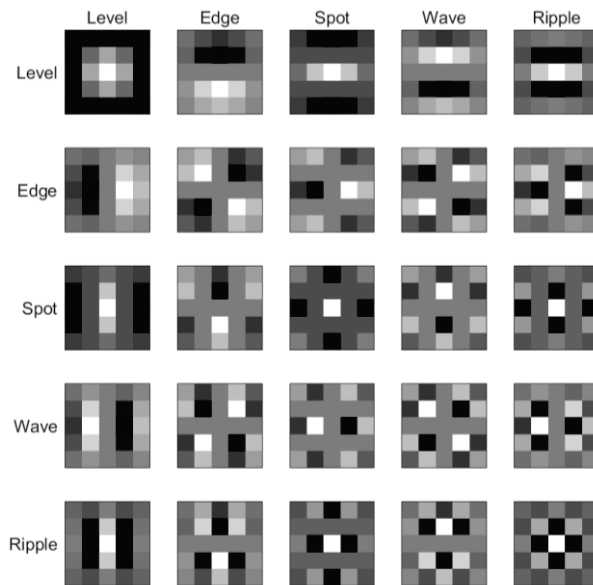 Level Edge Spot Wave Ripple
Level
Edge
Spot
Wave
Ripple